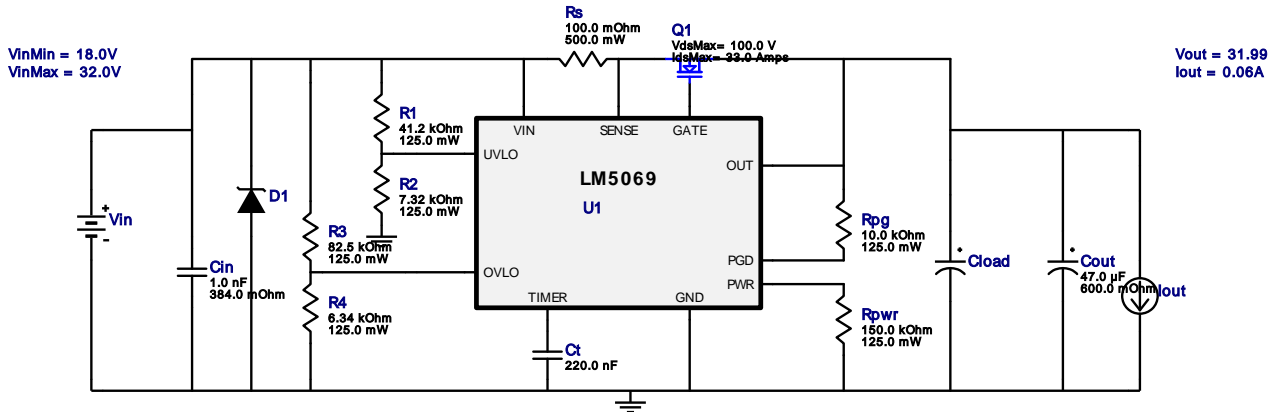 VinMin = 18.0V
VinMax = 32.0V
Rs
100.0 mOhm
500.0 mW
Q1
VdsMax= 100.0 V
IdsMax= 33.0 Amps
Vout = 31.99
Iout = 0.06A
R1
41.2 kOhm
125.0 mW
R2
7.32 kOhm
125.0 mW
VIN
SENSE
GATE
UVLO
OUT
LM5069
U1
D1
Vin
+
-
R3
82.5 kOhm
125.0 mW
Rpg
10.0 kOhm
125.0 mW
PGD
PWR
OVLO
TIMER
GND
Cin
1.0 nF
384.0 mOhm
R4
6.34 kOhm
125.0 mW
Cload
Cout
47.0 µF
600.0 mOhm
Iout
Rpwr
150.0 kOhm
125.0 mW
Ct
220.0 nF